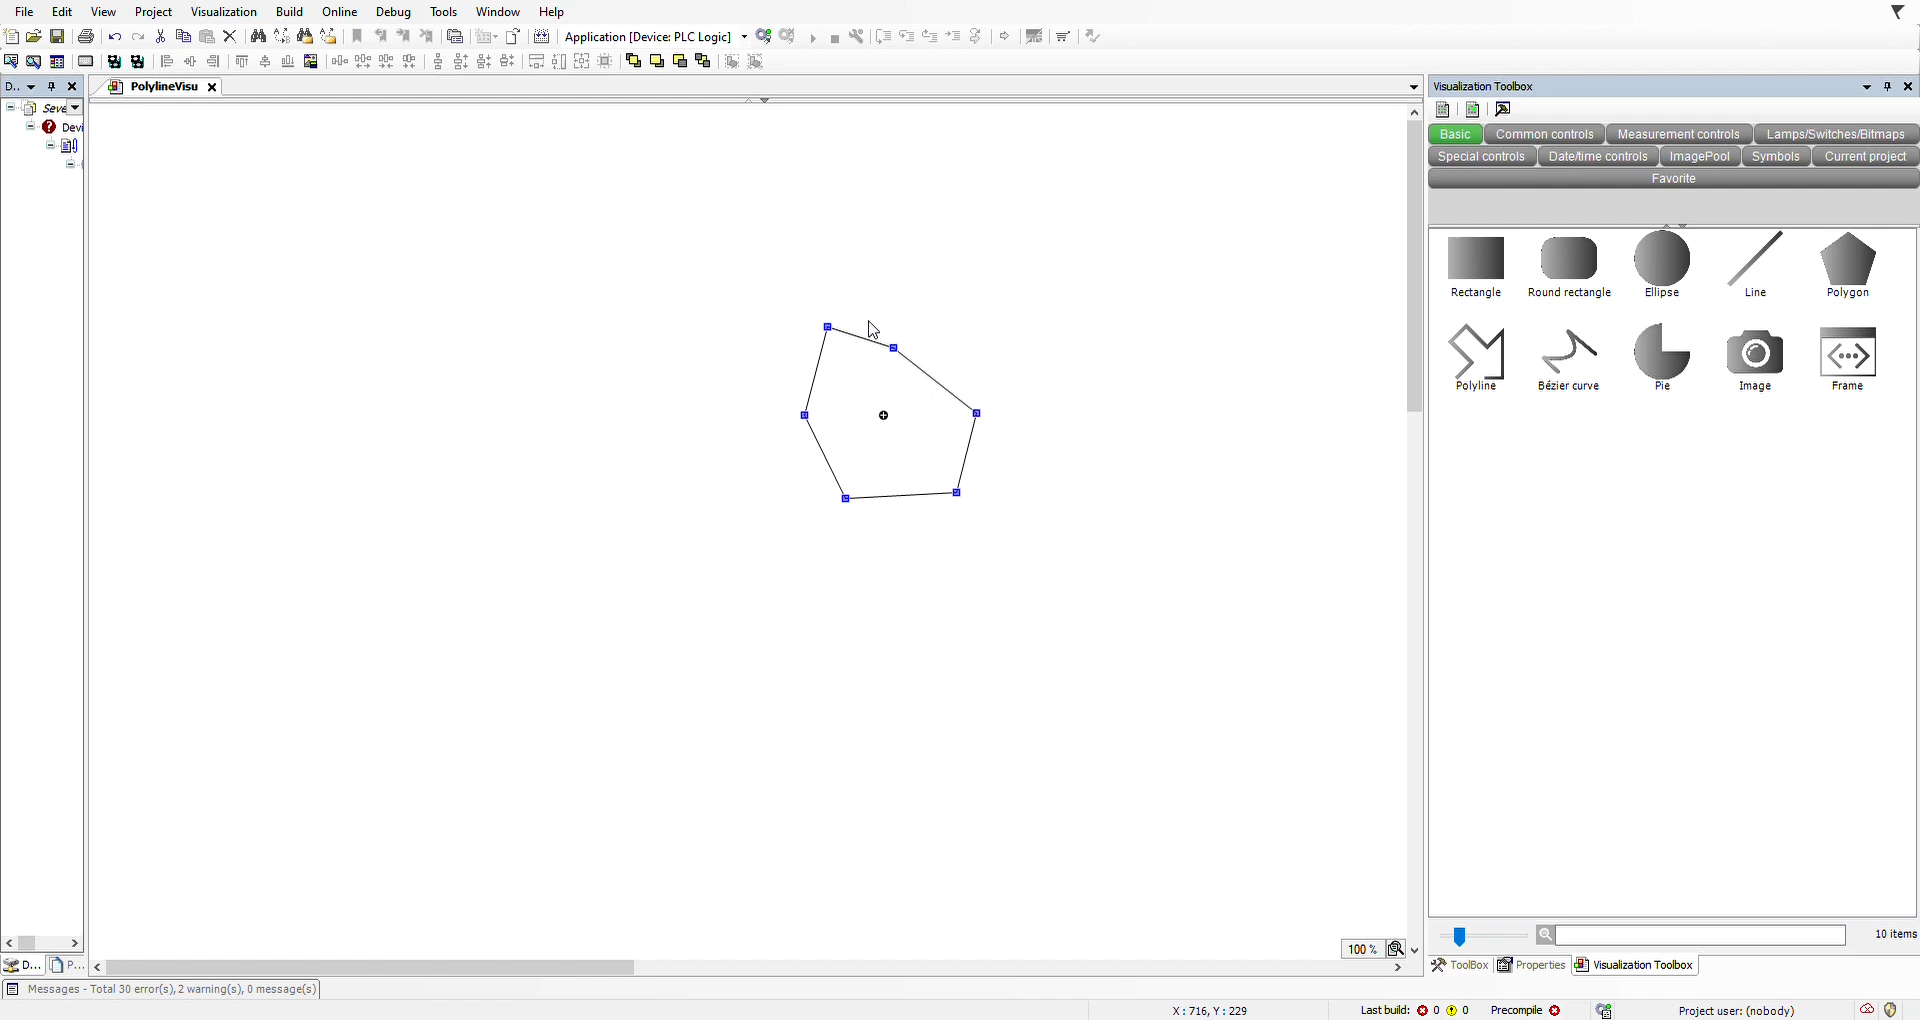 File Edit View Project Visualization Build Online Debug Tools Window Help
Application [Device: PLC Logic]
D..
PolylineVisu
Visualization Toolbox
Seve
Devi
Basic Common controls Measurement controls Lamps/Switches/Bitmaps
Special controls Date/time controls ImagePool Symbols Current project
Favorite
Rectangle Round rectangle Ellipse Line Polygon
Polyline Bézier curve Pie Image Frame
100 %
10 items
D... P...
ToolBox Properties Visualization Toolbox
Messages - Total 30 error(s), 2 warning(s), 0 message(s)
X : 716, Y : 229 Last build: 0 0 Precompile Project user: (nobody)